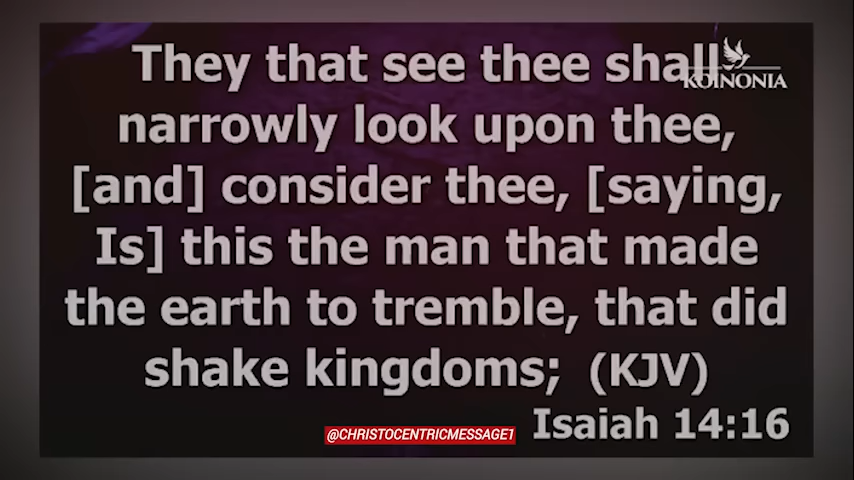 They that see thee shall
KOINONIA
narrowly look upon thee,
[and] consider thee, [saying,
Is] this the man that made
the earth to tremble, that did
shake kingdoms; (KJV)
Isaiah 14:16
@CHRISTOCENTRICMESSAGE1